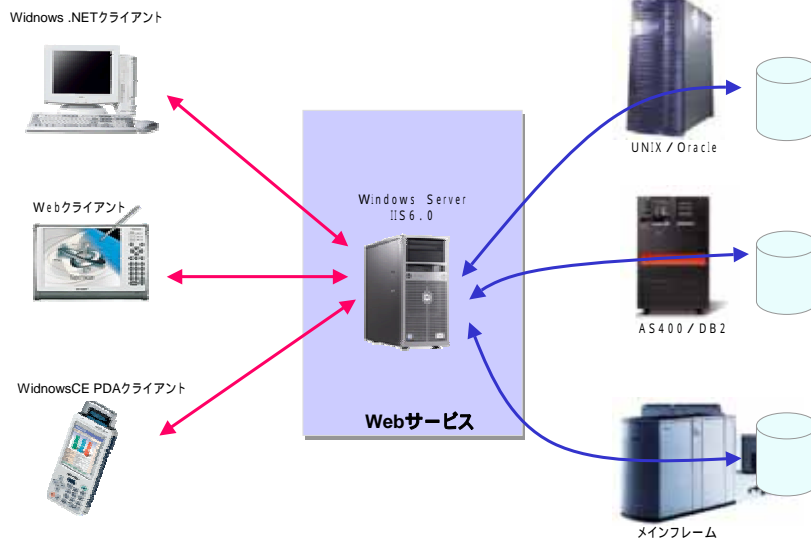 Widnows .NETクライアント
Webクライアント
WidnowsCE PDAクライアント
Windows Server
IIS6.0
Webサービス
UNIX/Oracle
AS400/DB2
メインフレーム